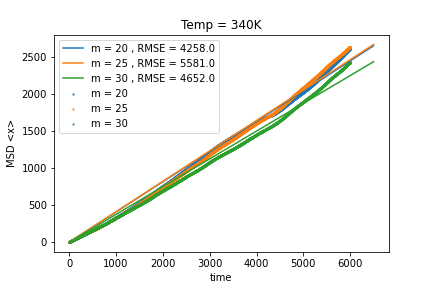 Temp = 340K
m = 20 , RMSE = 4258.0
m = 25 , RMSE = 5581.0
m = 30 , RMSE = 4652.0
m = 20
m = 25
m = 30
MSD <x>
2500
2000
1500
1000
500
0
0 1000 2000 3000 4000 5000 6000
time